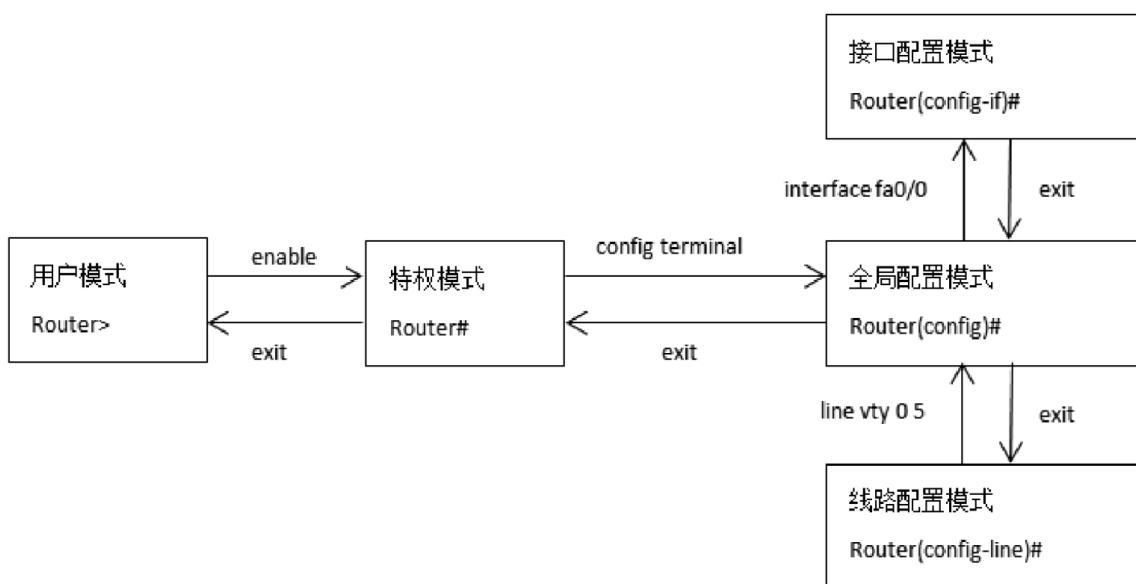 接口配置模式
Router(config-if)#
interface fa0/0
exit
用户模式
Router>
enable
exit
特权模式
Router#
config terminal
exit
全局配置模式
Router(config)#
line vty 0 5
exit
线路配置模式
Router(config-line)#